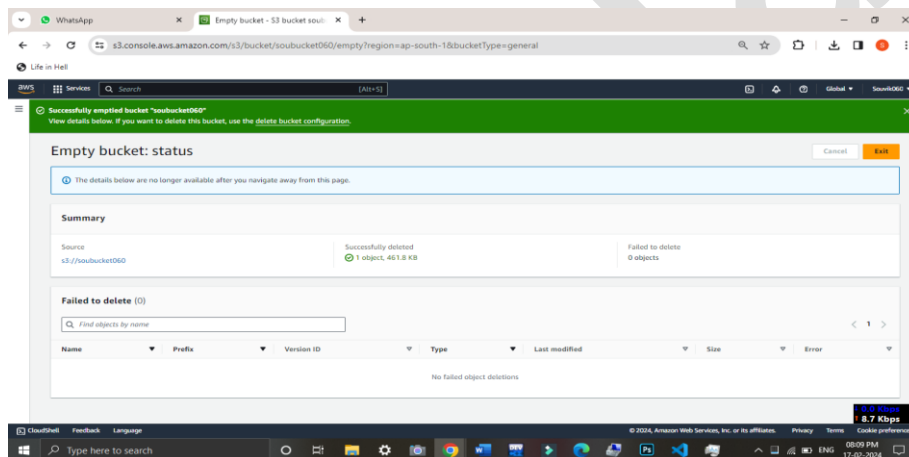 WhatsApp
Empty bucket - S3 bucket soub
s3.console.aws.amazon.com/s3/bucket/soubucket060/empty?region=ap-south-1&bucketType=general
Life in Hell
aws Services Search [Alt+S] Global Souvik060
Successfully emptied bucket "soubucket060"
View details below. If you want to delete this bucket, use the delete bucket configuration.
Empty bucket: status
Cancel Exit
The details below are no longer available after you navigate away from this page.
Summary
Source Successfully deleted Failed to delete
s3://soubucket060 1 object, 461.8 KB 0 objects
Failed to delete (0)
Find objects by name
1
Name Prefix Version ID Type Last modified Size Error
No failed object deletions
0.0 Kbps
8.7 Kbps
CloudShell Feedback Language © 2024, Amazon Web Services, Inc. or its affiliates. Privacy Terms Cookie preference
Type here to search
ENG
08:09 PM
17-02-2024